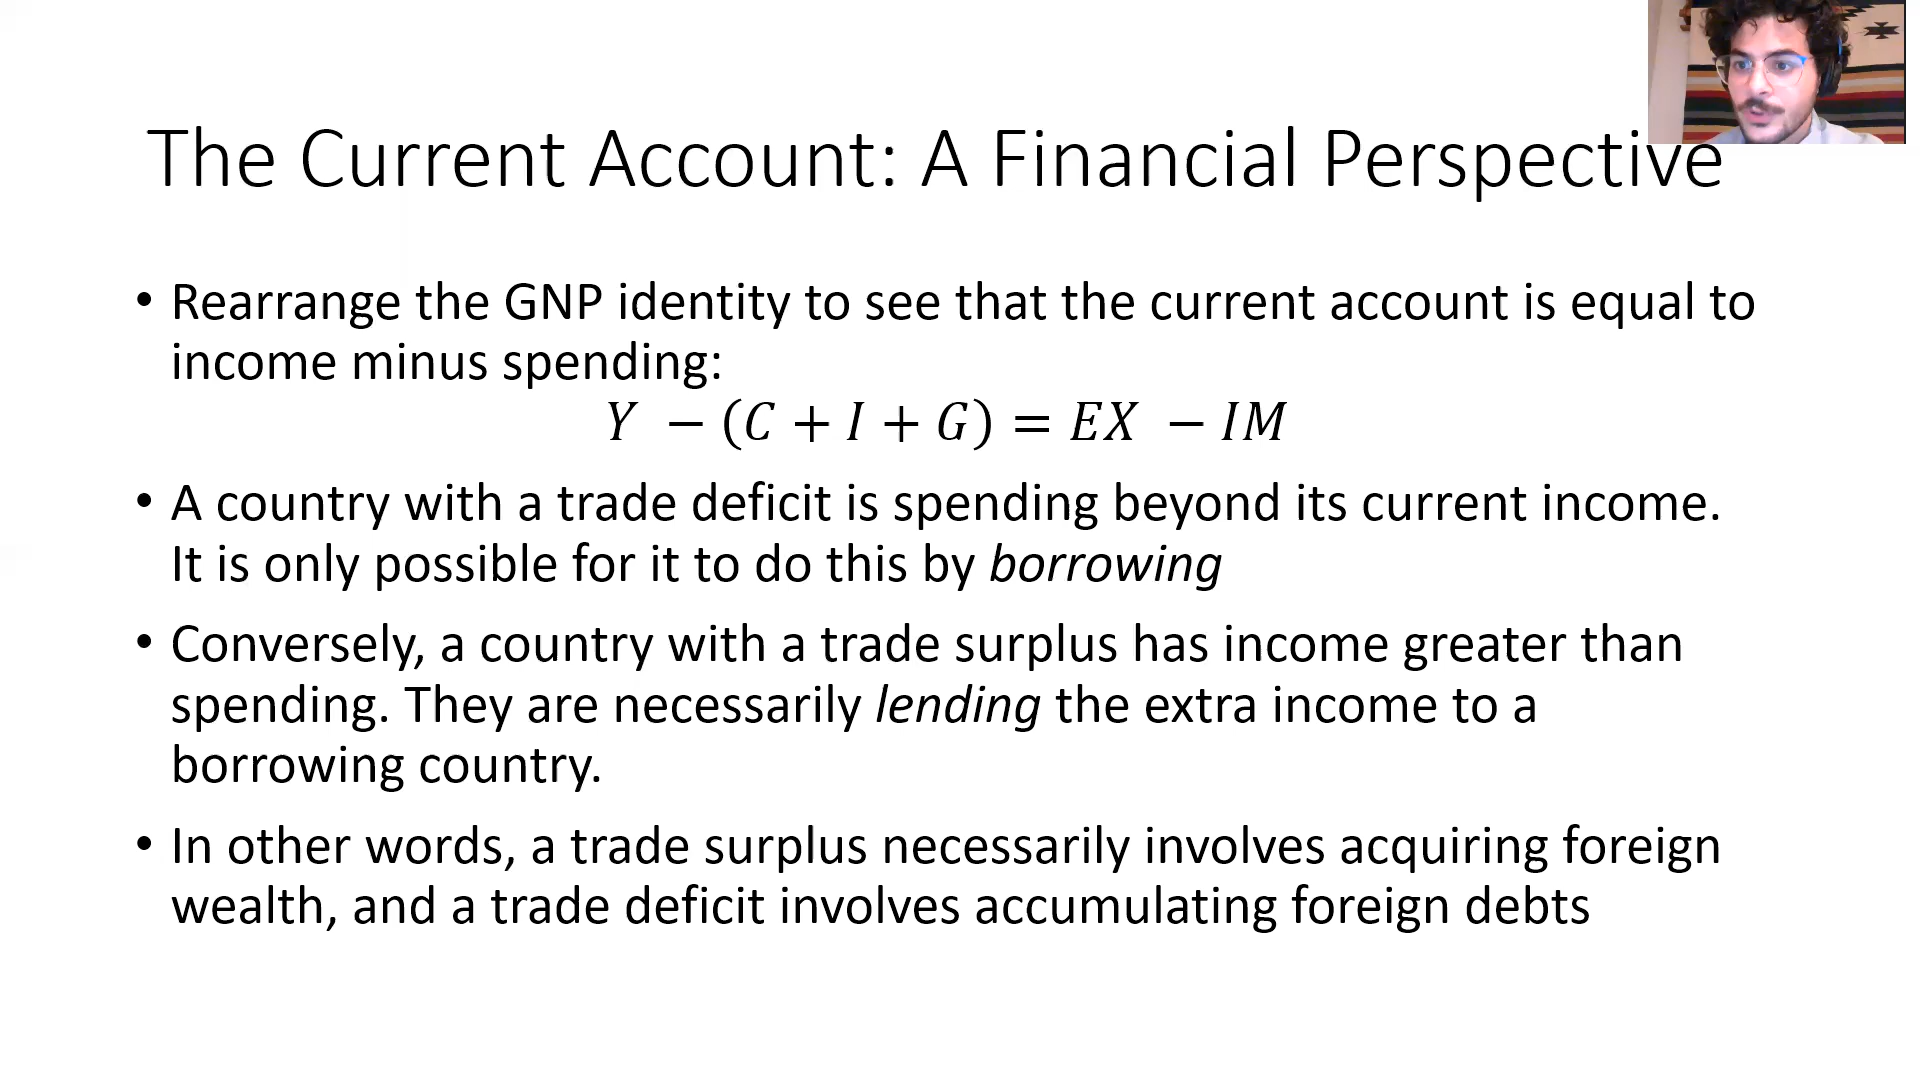 The Current Account: A Financial Perspective
• Rearrange the GNP identity to see that the current account is equal to
income minus spending:
Y − (C + I + G) = EX − IM
• A country with a trade deficit is spending beyond its current income.
It is only possible for it to do this by borrowing
• Conversely, a country with a trade surplus has income greater than
spending. They are necessarily lending the extra income to a
borrowing country.
• In other words, a trade surplus necessarily involves acquiring foreign
wealth, and a trade deficit involves accumulating foreign debts